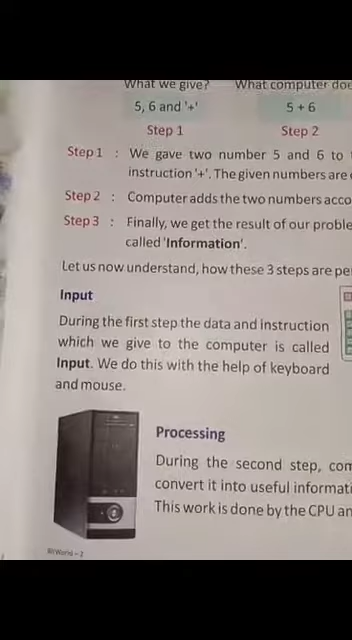 What we give? What computer doe
5, 6 and '+' 5 + 6
Step 1 Step 2
Step 1 : We gave two number 5 and 6 to
instruction '+'. The given numbers are
Step 2 : Computer adds the two numbers acco
Step 3 : Finally, we get the result of our proble
called 'Information'.
Let us now understand, how these 3 steps are pe
Input
During the first step the data and instruction
which we give to the computer is called
Input. We do this with the help of keyboard
and mouse.
Processing
During the second step, com
convert it into useful informati
This work is done by the CPU an